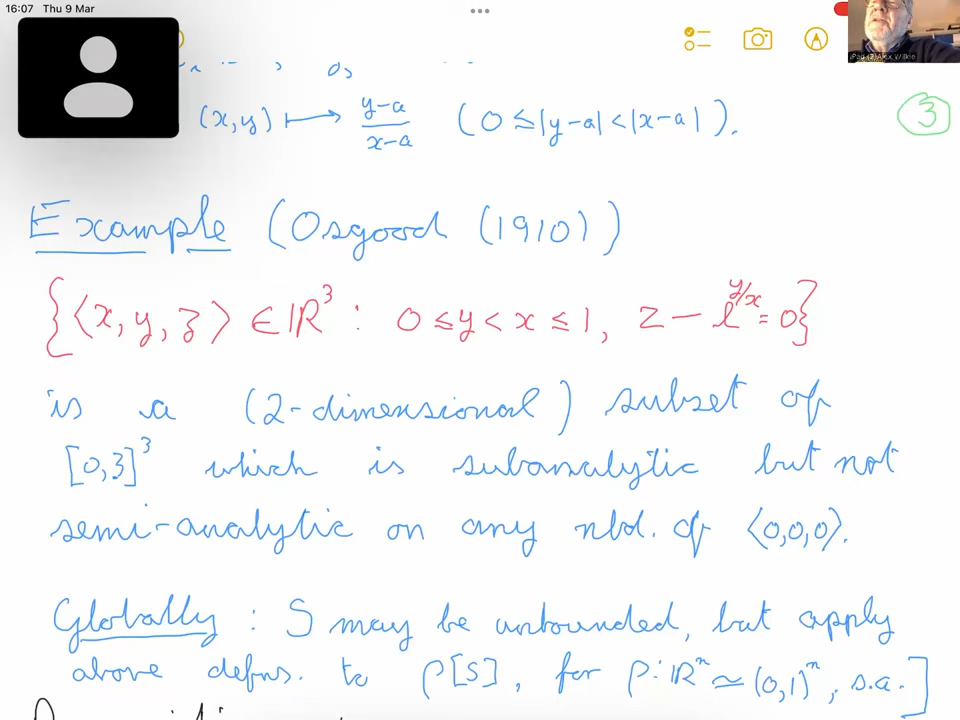 16:07 Thu 9 Mar
(x,y) ⟼ y-a / x-a (0 ≤ |y-a| < |x-a|).
3
Example (Osgood (1910))
{⟨x, y, z⟩ ∈ ℝ³ : 0 ≤ y < x ≤ 1, z - e^{y/x} = 0}
is a (2-dimensional) subset of
[0,3]³ which is subanalytic but not
semi-analytic on any nbd. of ⟨0,0,0⟩.
Globally : S may be unbounded, but apply
above defns. to ρ[S], for ρ: ℝⁿ ≃ (0,1)ⁿ, s.a.]